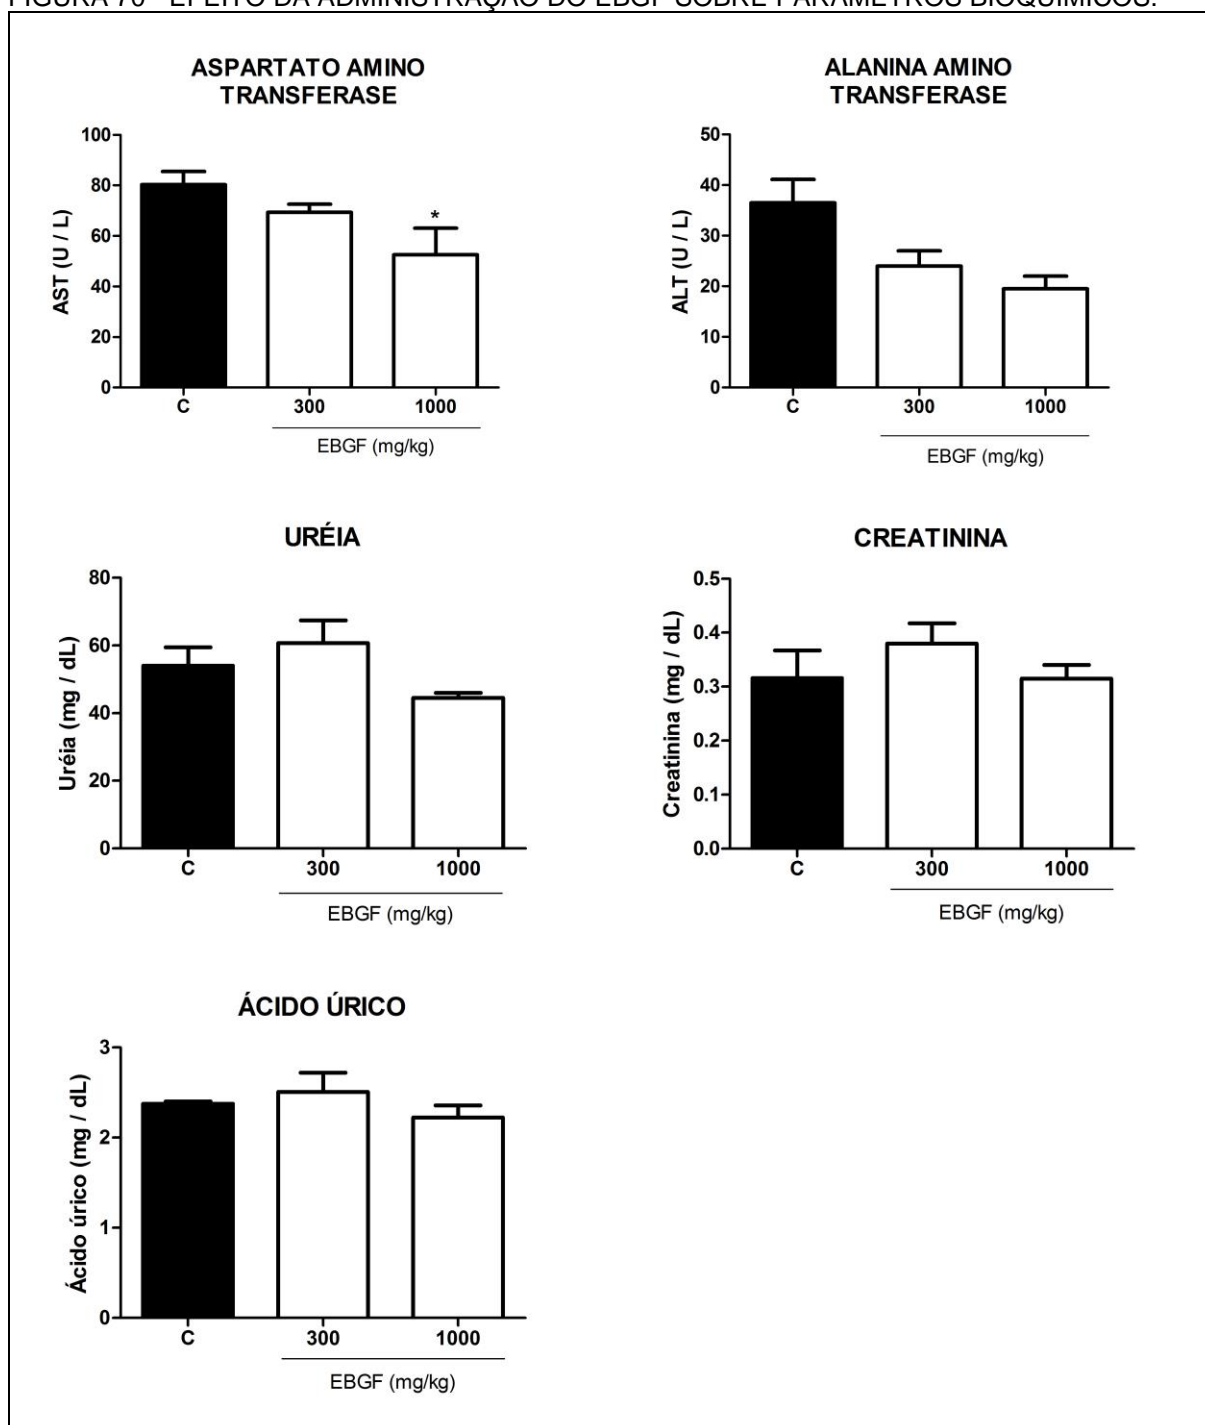 FIGURA 70 - EFEITO DA ADMINISTRAÇÃO DO EBGF SOBRE PARÂMETROS BIOQUÍMICOS.
ASPARTATO AMINO
TRANSFERASE
AST (U / L)
100
80
60
40
20
0
*
C
300
1000
EBGF (mg/kg)
ALANINA AMINO
TRANSFERASE
ALT (U / L)
50
40
30
20
10
0
C
300
1000
EBGF (mg/kg)
URÉIA
Uréia (mg / dL)
80
60
40
20
0
C
300
1000
EBGF (mg/kg)
CREATININA
Creatinina (mg / dL)
0.5
0.4
0.3
0.2
0.1
0.0
C
300
1000
EBGF (mg/kg)
ÁCIDO ÚRICO
Ácido úrico (mg / dL)
3
2
1
0
C
300
1000
EBGF (mg/kg)